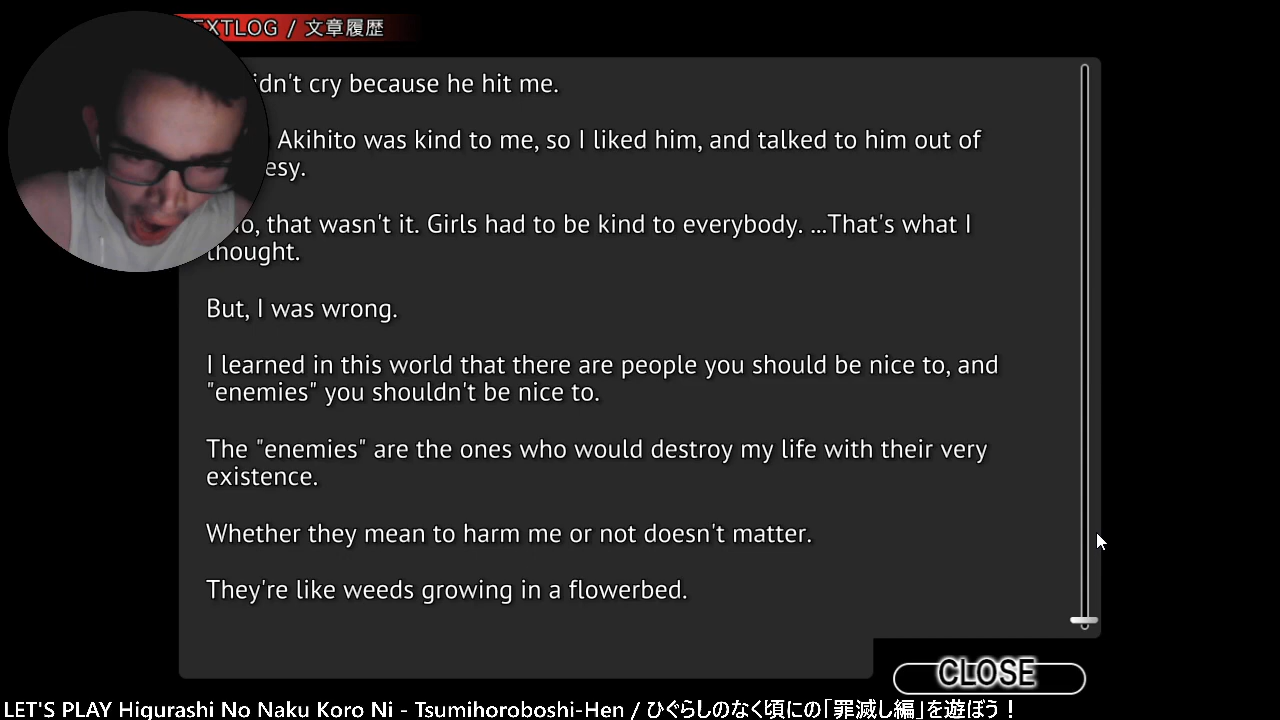 EXTLOG / 文章履歴
idn't cry because he hit me.
Akihito was kind to me, so I liked him, and talked to him out of
esy.
o, that wasn't it. Girls had to be kind to everybody. ...That's what I
thought.
But, I was wrong.
I learned in this world that there are people you should be nice to, and
"enemies" you shouldn't be nice to.
The "enemies" are the ones who would destroy my life with their very
existence.
Whether they mean to harm me or not doesn't matter.
They're like weeds growing in a flowerbed.
CLOSE
LET'S PLAY Higurashi No Naku Koro Ni - Tsumihoroboshi-Hen / ひぐらしのなく頃にの「罪滅し編」を遊ぼう！